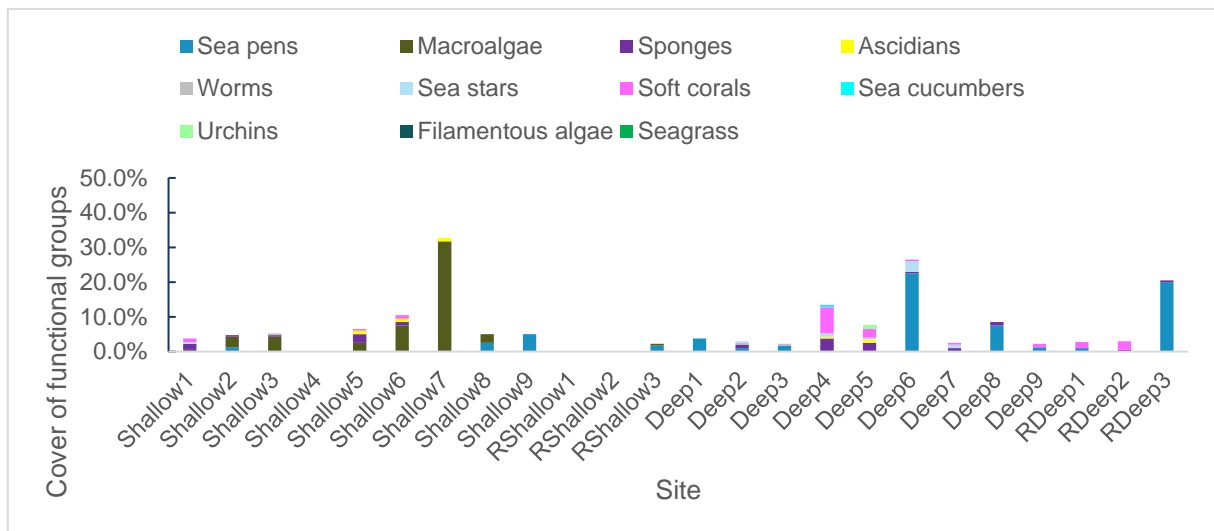 Sea pens Macroalgae Sponges Ascidians
Worms Sea stars Soft corals Sea cucumbers
Urchins Filamentous algae Seagrass
Cover of functional groups
50.0%
40.0%
30.0%
20.0%
10.0%
0.0%
Shallow1
Shallow2
Shallow3
Shallow4
Shallow5
Shallow6
Shallow7
Shallow8
Shallow9
RShallow1
RShallow2
RShallow3
Deep1
Deep2
Deep3
Deep4
Deep5
Deep6
Deep7
Deep8
Deep9
RDeep1
RDeep2
RDeep3
Site